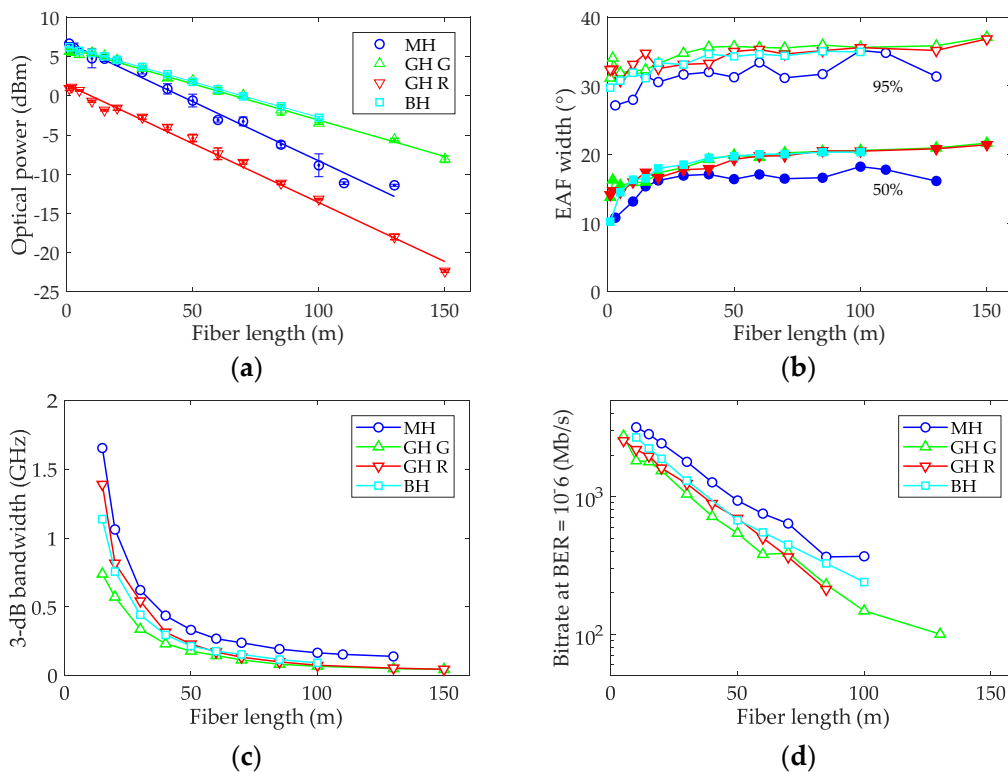 10
5
0
-5
-10
-15
-20
-25
0
50
100
150
Optical power (dBm)
Fiber length (m)
MH
GH G
GH R
BH
(a)
40
30
20
10
0
0
50
100
150
EAF width (°)
Fiber length (m)
95%
50%
(b)
2
1.5
1
0.5
0
0
50
100
150
3-dB bandwidth (GHz)
Fiber length (m)
MH
GH G
GH R
BH
(c)
10^3
10^2
0
50
100
150
Bitrate at BER = 10^-6 (Mb/s)
Fiber length (m)
MH
GH G
GH R
BH
(d)